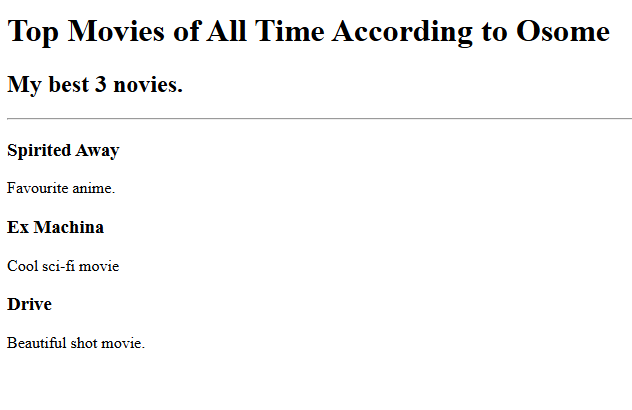 Top Movies of All Time According to Osome
My best 3 novies.
Spirited Away
Favourite anime.
Ex Machina
Cool sci-fi movie
Drive
Beautiful shot movie.